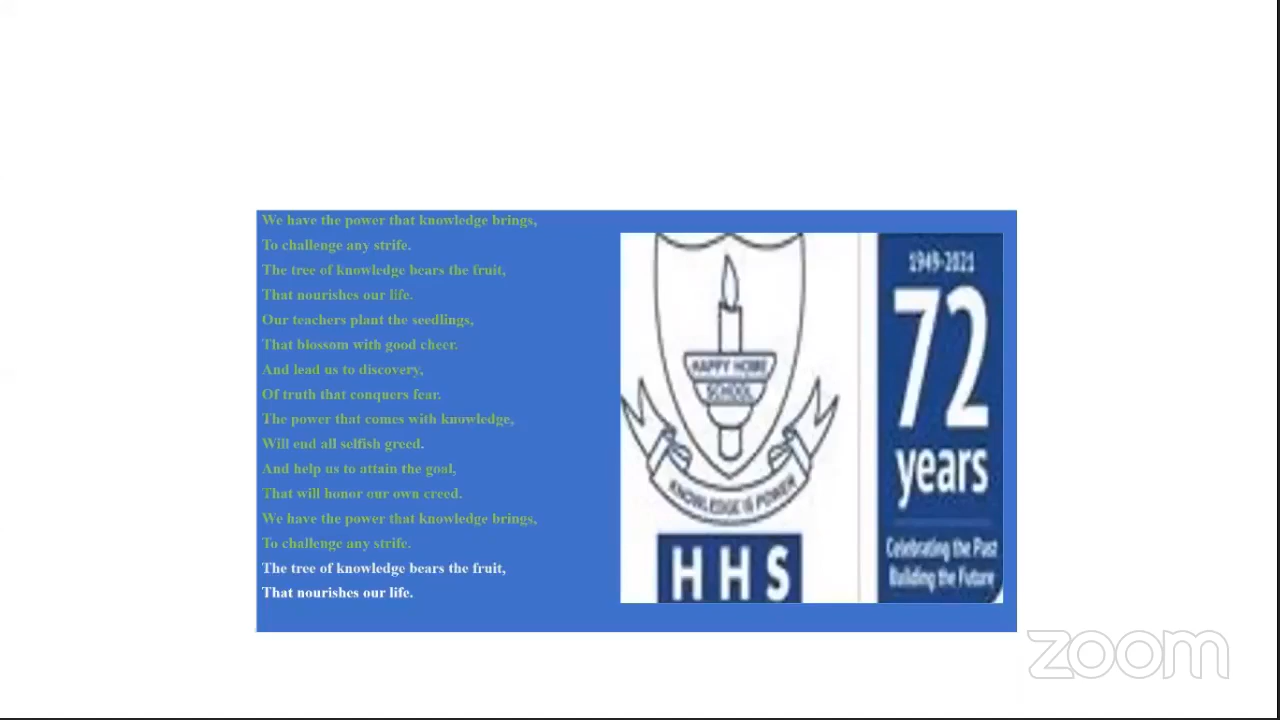 We have the power that knowledge brings,
To challenge any strife.
The tree of knowledge bears the fruit,
That nourishes our life.
Our teachers plant the seedlings,
That blossom with good cheer.
And lead us to discovery,
Of truth that conquers fear.
The power that comes with knowledge,
Will end all selfish greed.
And help us to attain the goal,
That will honor our own creed.
We have the power that knowledge brings,
To challenge any strife.
The tree of knowledge bears the fruit,
That nourishes our life.
HAPPY HOME
SCHOOL
KNOWLEDGE IS POWER
HHS
1949-2021
72
years
Celebrating the Past
Building the Future
zoom